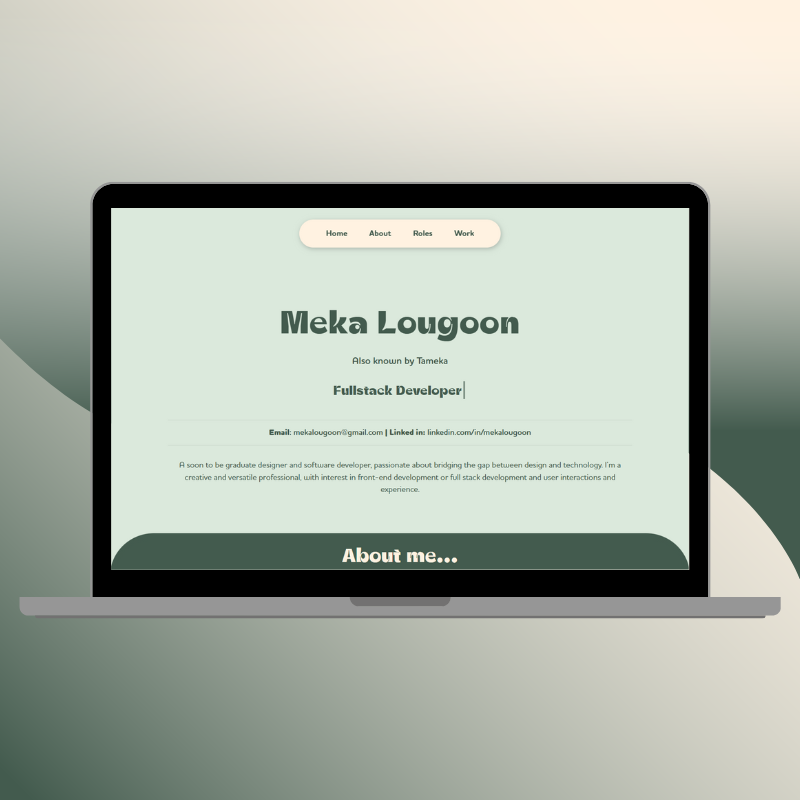 Home About Roles Work
Meka Lougoon
Also known by Tameka
Fullstack Developer
Email: mekalougoon@gmail.com | Linked in: linkedin.com/in/mekalougoon
A soon to be graduate designer and software developer, passionate about bridging the gap between design and technology. I'm a
creative and versatile professional, with interest in front-end development or full stack development and user interactions and
experience.
About me...